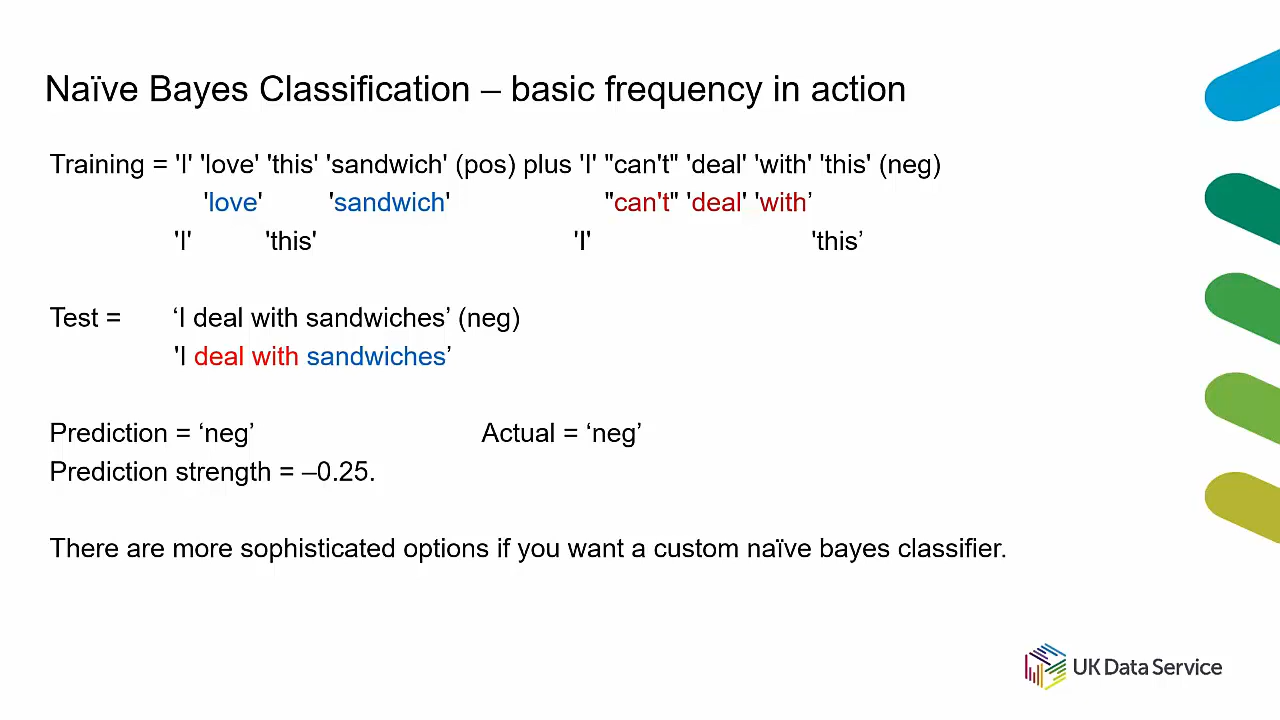 Naïve Bayes Classification – basic frequency in action
Training = 'I' 'love' 'this' 'sandwich' (pos) plus 'I' "can't" 'deal' 'with' 'this' (neg)
'love' 'sandwich' "can't" 'deal' 'with’
'I' 'this' 'I' 'this’
Test = ‘I deal with sandwiches’ (neg)
'I deal with sandwiches’
Prediction = ‘neg’ Actual = ‘neg’
Prediction strength = –0.25.
There are more sophisticated options if you want a custom naïve bayes classifier.
UK Data Service